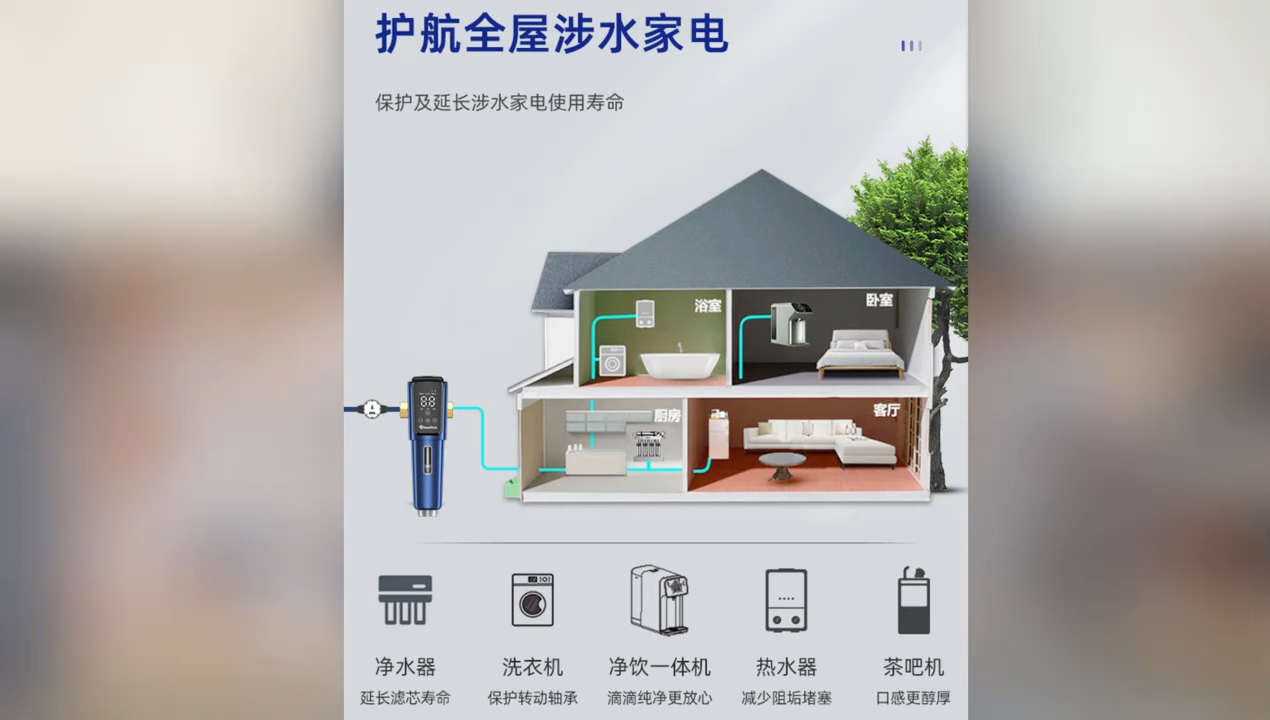 护航全屋涉水家电
保护及延长涉水家电使用寿命
浴室
卧室
厨房
客厅
88
净水器
洗衣机
净饮一体机
热水器
茶吧机
延长滤芯寿命
保护转动轴承
滴滴纯净更放心
减少阻垢堵塞
口感更醇厚